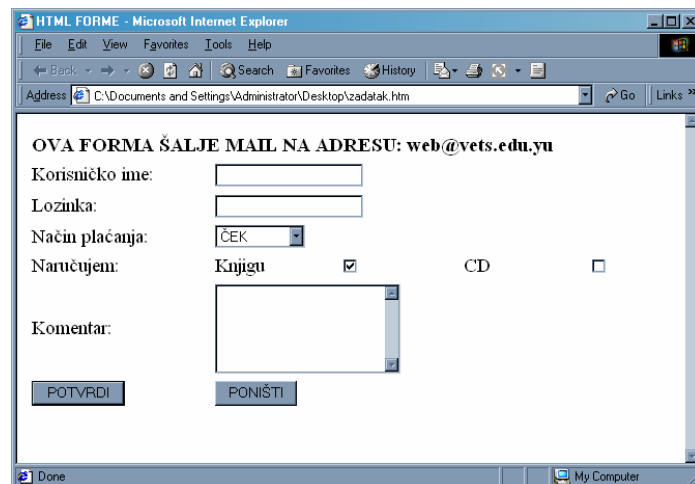 HTML FORME - Microsoft Internet Explorer
File Edit View Favorites Tools Help
Back Search Favorites History
Address C:\Documents and Settings\Administrator\Desktop\zadatak.htm Go Links »
OVA FORMA ŠALJE MAIL NA ADRESU: web@vets.edu.yu
Korisničko ime:
Lozinka:
Način plaćanja: ČEK
Naručujem: Knjigu CD
Komentar:
POTVRDI PONIŠTI
Done My Computer